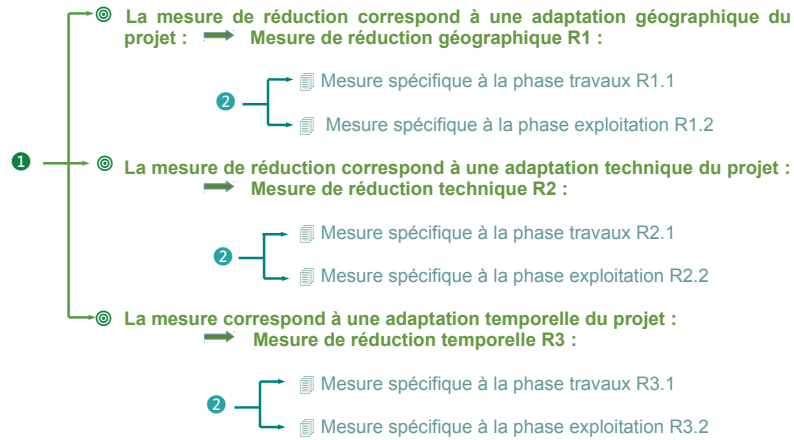 La mesure de réduction correspond à une adaptation géographique du
projet : Mesure de réduction géographique R1 :
Mesure spécifique à la phase travaux R1.1
❷
Mesure spécifique à la phase exploitation R1.2
❶
La mesure de réduction correspond à une adaptation technique du projet :
Mesure de réduction technique R2 :
Mesure spécifique à la phase travaux R2.1
❷
Mesure spécifique à la phase exploitation R2.2
La mesure correspond à une adaptation temporelle du projet :
Mesure de réduction temporelle R3 :
Mesure spécifique à la phase travaux R3.1
❷
Mesure spécifique à la phase exploitation R3.2